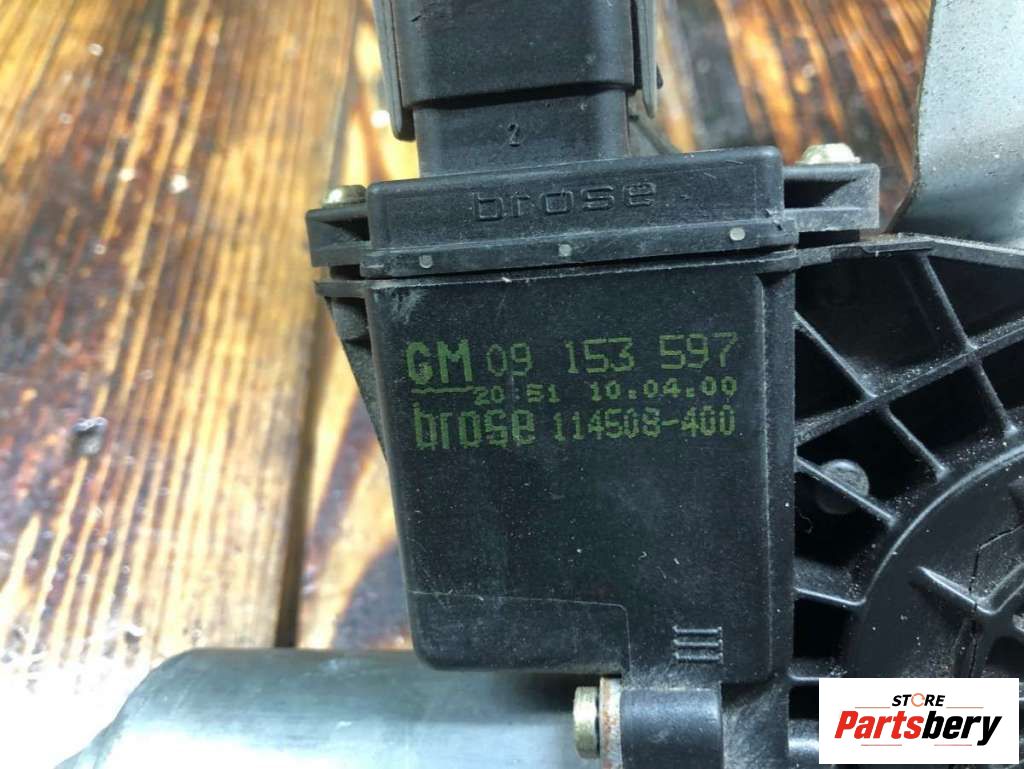 2
brose
GM 09 153 597
20:51 10.04.00
brose 114508-400
STORE
Partsbery